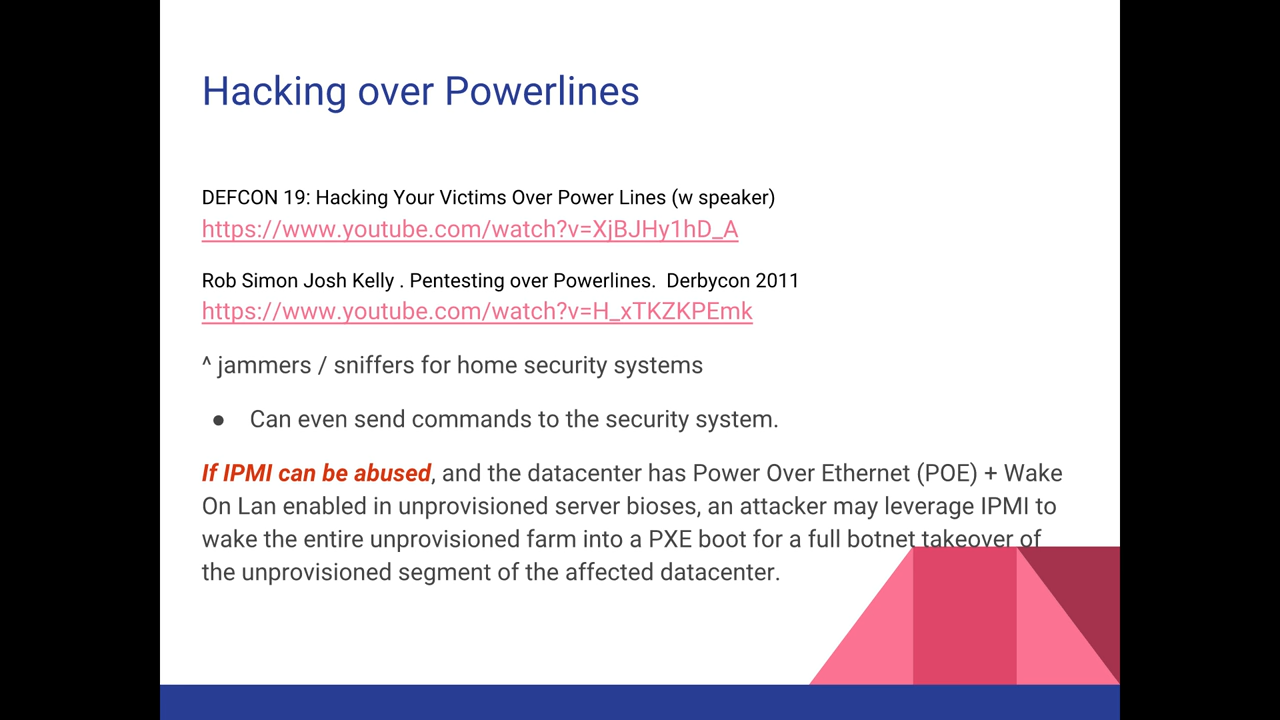 Hacking over Powerlines
DEFCON 19: Hacking Your Victims Over Power Lines (w speaker)
https://www.youtube.com/watch?v=XjBJHy1hD_A
Rob Simon Josh Kelly . Pentesting over Powerlines.  Derbycon 2011
https://www.youtube.com/watch?v=H_xTKZKPEmk
^ jammers / sniffers for home security systems
● Can even send commands to the security system.
If IPMI can be abused, and the datacenter has Power Over Ethernet (POE) + Wake
On Lan enabled in unprovisioned server bioses, an attacker may leverage IPMI to
wake the entire unprovisioned farm into a PXE boot for a full botnet takeover of
the unprovisioned segment of the affected datacenter.